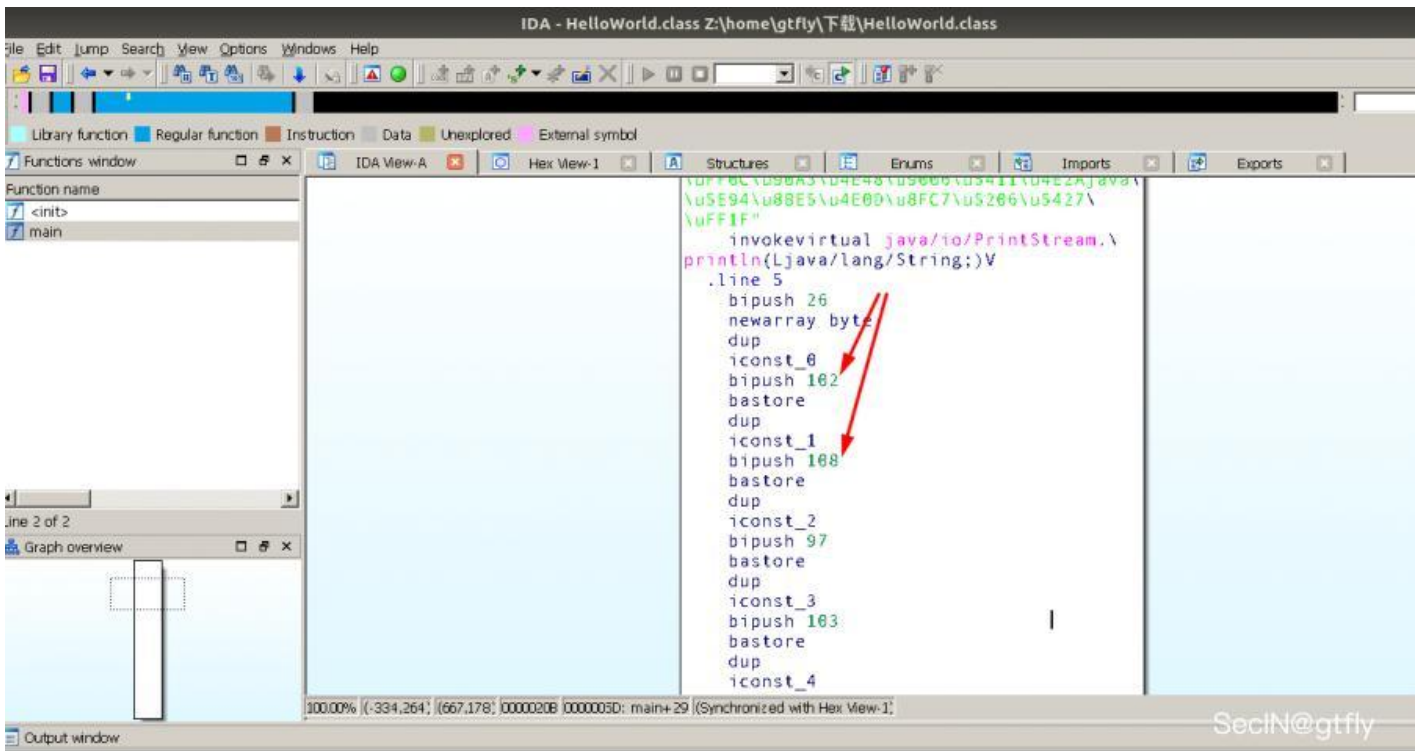 IDA - HelloWorld.class Z:\home\gtfly\下载\HelloWorld.class
File Edit Jump Search View Options Windows Help
Library function Regular function Instruction Data Unexplored External symbol
Functions window
IDA View-A
Hex View-1
Structures
Enums
Imports
Exports
Function name
<init>
main
Line 2 of 2
Graph overview
\u5E94\u8BE5\u4E0D\u8FC7\u5206\u5427\
\uFF1F"
invokevirtual java/io/PrintStream.\
println(Ljava/lang/String;)V
.line 5
bipush 26
newarray byte
dup
iconst_0
bipush 102
bastore
dup
iconst_1
bipush 108
bastore
dup
iconst_2
bipush 97
bastore
dup
iconst_3
bipush 103
bastore
dup
iconst_4
100.00% (-334,264) (667,178) 0000020B 0000005D: main+29 (Synchronized with Hex View-1)
Output window
SecIN@gtfly